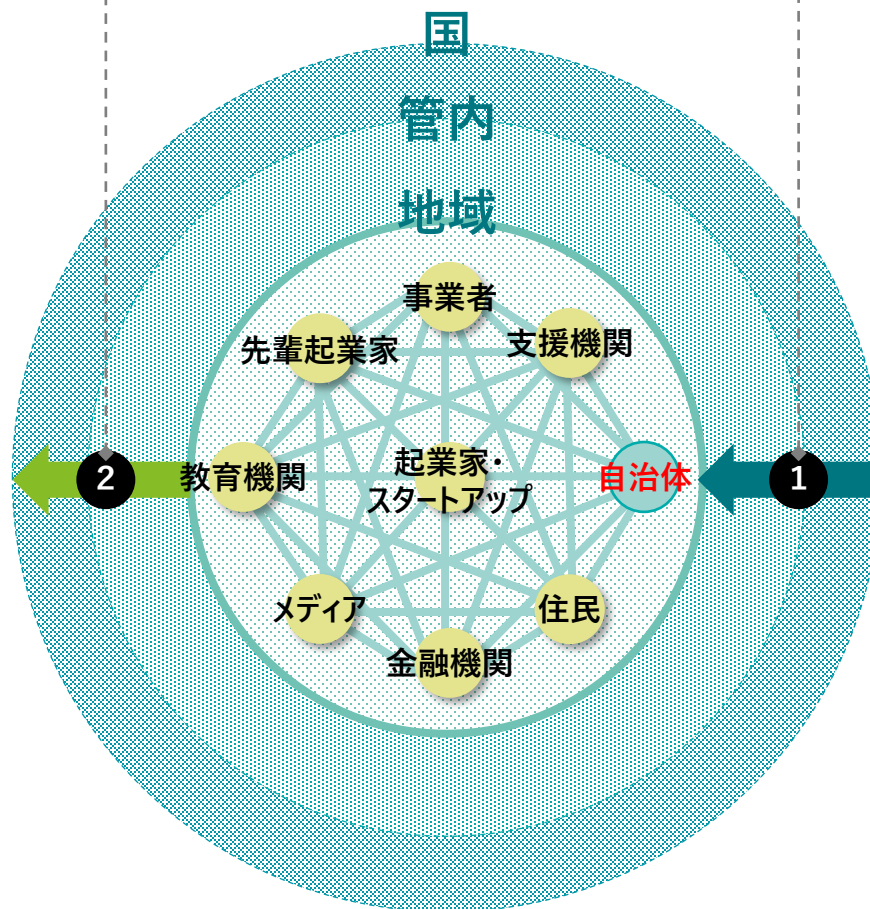 国
管内
地域
事業者
先輩起業家
支援機関
教育機関
起業家・
スタートアップ
自治体
2
1
メディア
住民
金融機関